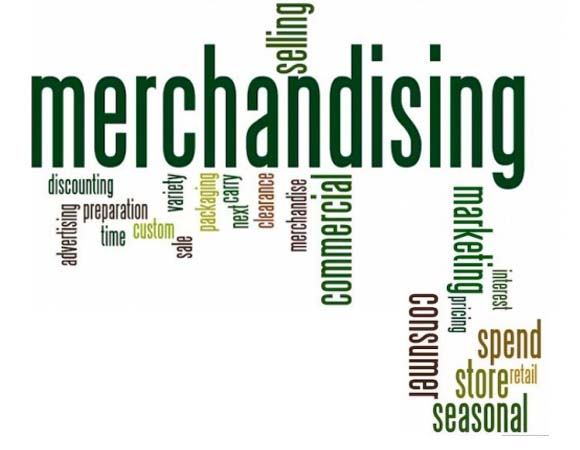 selling
merchandising
discounting
variety
packaging
carry
next
clearance
merchandise
commercial
advertising
preparation
time
custom
sale
marketing
interest
pricing
consumer
spend
store
retail
seasonal